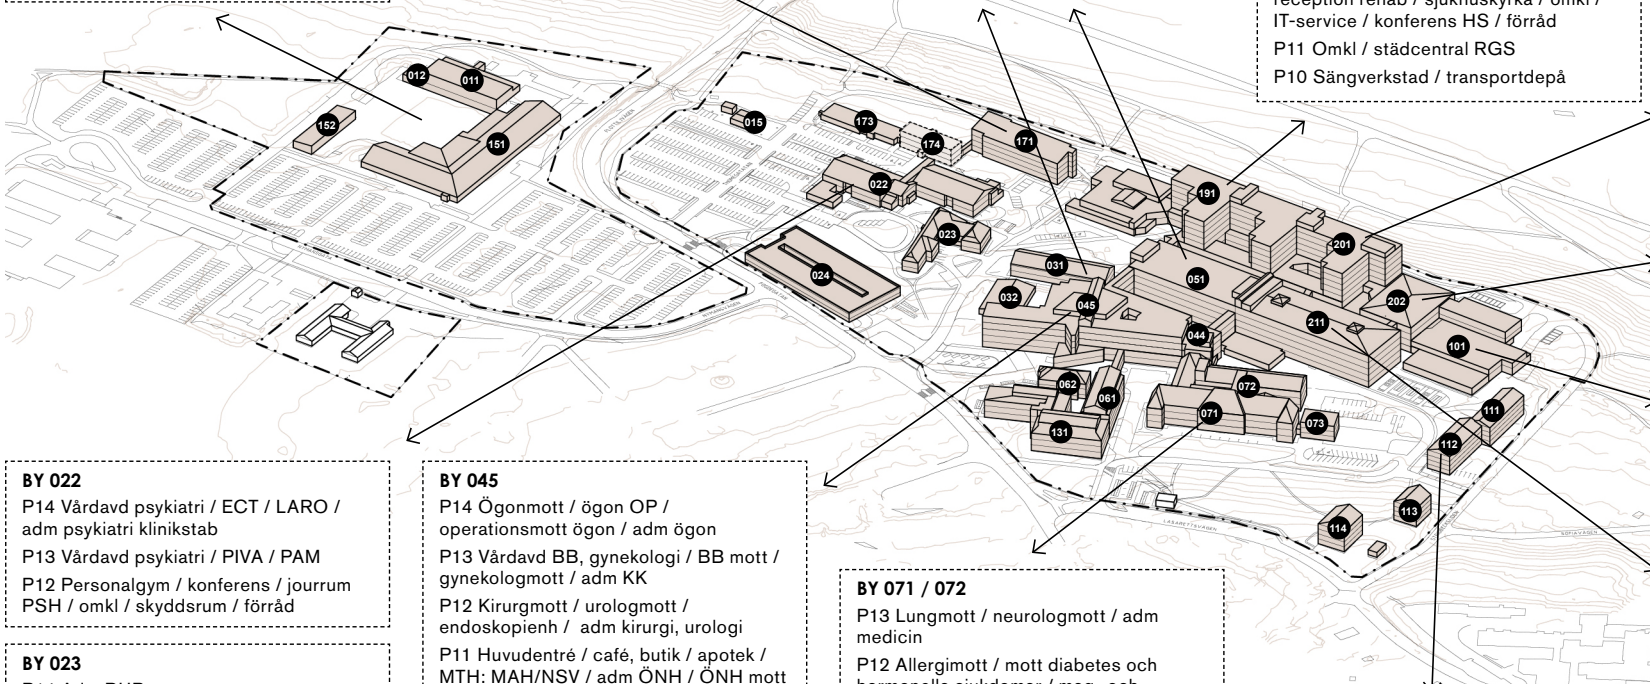 reception rehab / sjukhuskyrka / omkl /
IT-service / konferens HS / förråd
P11 Omkl / städcentral RGS
P10 Sängverkstad / transportdepå
012
011
152
151
015
173
174
171
022
023
024
191
201
031
032
045
051
044
211
202
101
062
061
131
072
071
073
111
112
113
114
LASARETTSVÄGEN
BY 022
P14 Vårdavd psykiatri / ECT / LARO /
adm psykiatri klinikstab
P13 Vårdavd psykiatri / PIVA / PAM
P12 Personalgym / konferens / jourrum
PSH / omkl / skyddsrum / förråd
BY 023
BY 045
P14 Ögonmott / ögon OP /
operationsmott ögon / adm ögon
P13 Vårdavd BB, gynekologi / BB mott /
gynekologmott / adm KK
P12 Kirurgmott / urologmott /
endoskopienh / adm kirurgi, urologi
P11 Huvudentré / café, butik / apotek /
MTH: MAH/NSV / adm ÖNH / ÖNH mott
BY 071 / 072
P13 Lungmott / neurologmott / adm
medicin
P12 Allergimott / mott diabetes och